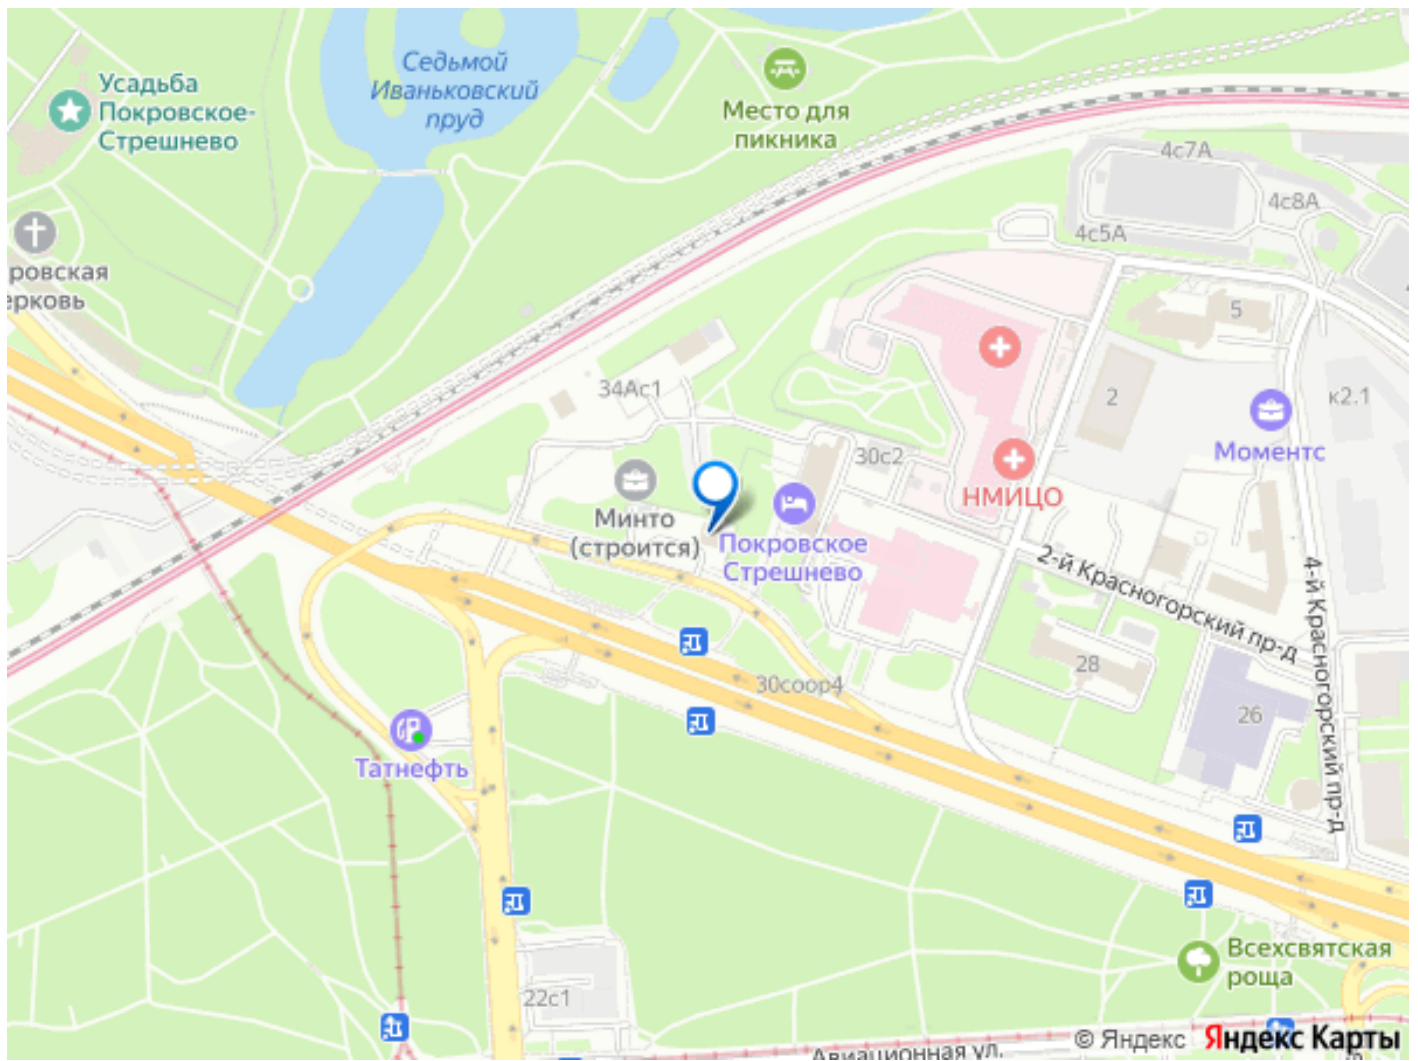 Седьмой
Иваньковский
пруд
Усадьба
Покровское-
Стрешнево
Место для
пикника
4с7А
4с8А
4с5А
ровская
ерковь
5
34Ас1
2
к2.1
Моментс
30с2
НМИЦО
Минто
(строится)
Покровское
Стрешнево
2-й Красногорский пр-д
4-й Красногорский пр-д
28
30соор4
26
Татнефть
Всехсвятская
роща
22с1
Авиационная ул.
© Яндекс Яндекс Карты